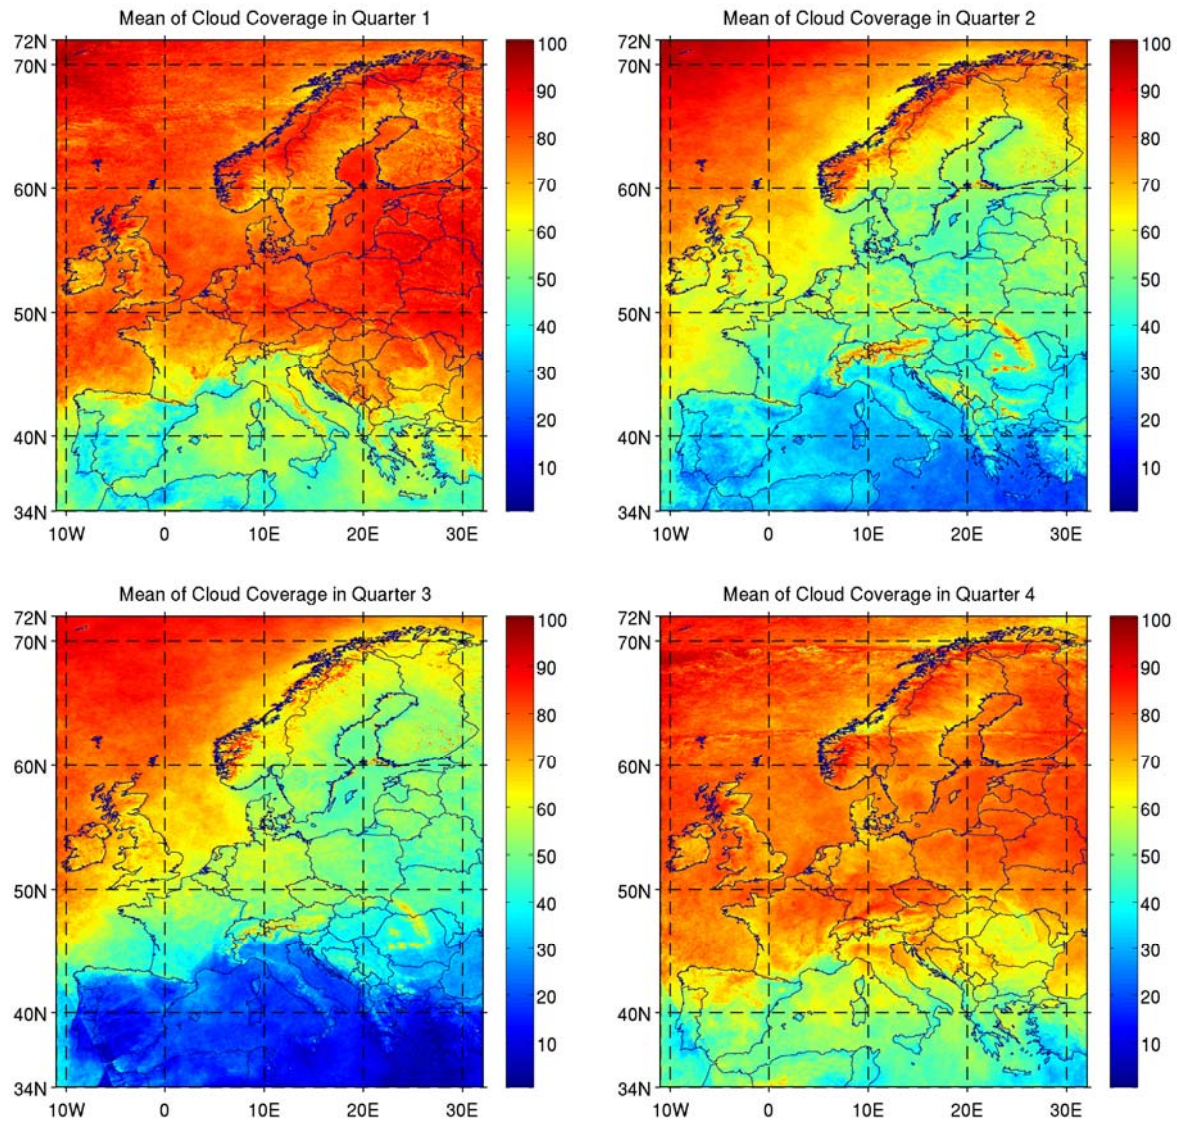 Mean of Cloud Coverage in Quarter 1
72N
70N
60N
50N
40N
34N
10W 0 10E 20E 30E
100
90
80
70
60
50
40
30
20
10
Mean of Cloud Coverage in Quarter 2
72N
70N
60N
50N
40N
34N
10W 0 10E 20E 30E
100
90
80
70
60
50
40
30
20
10
Mean of Cloud Coverage in Quarter 3
72N
70N
60N
50N
40N
34N
10W 0 10E 20E 30E
100
90
80
70
60
50
40
30
20
10
Mean of Cloud Coverage in Quarter 4
72N
70N
60N
50N
40N
34N
10W 0 10E 20E 30E
100
90
80
70
60
50
40
30
20
10